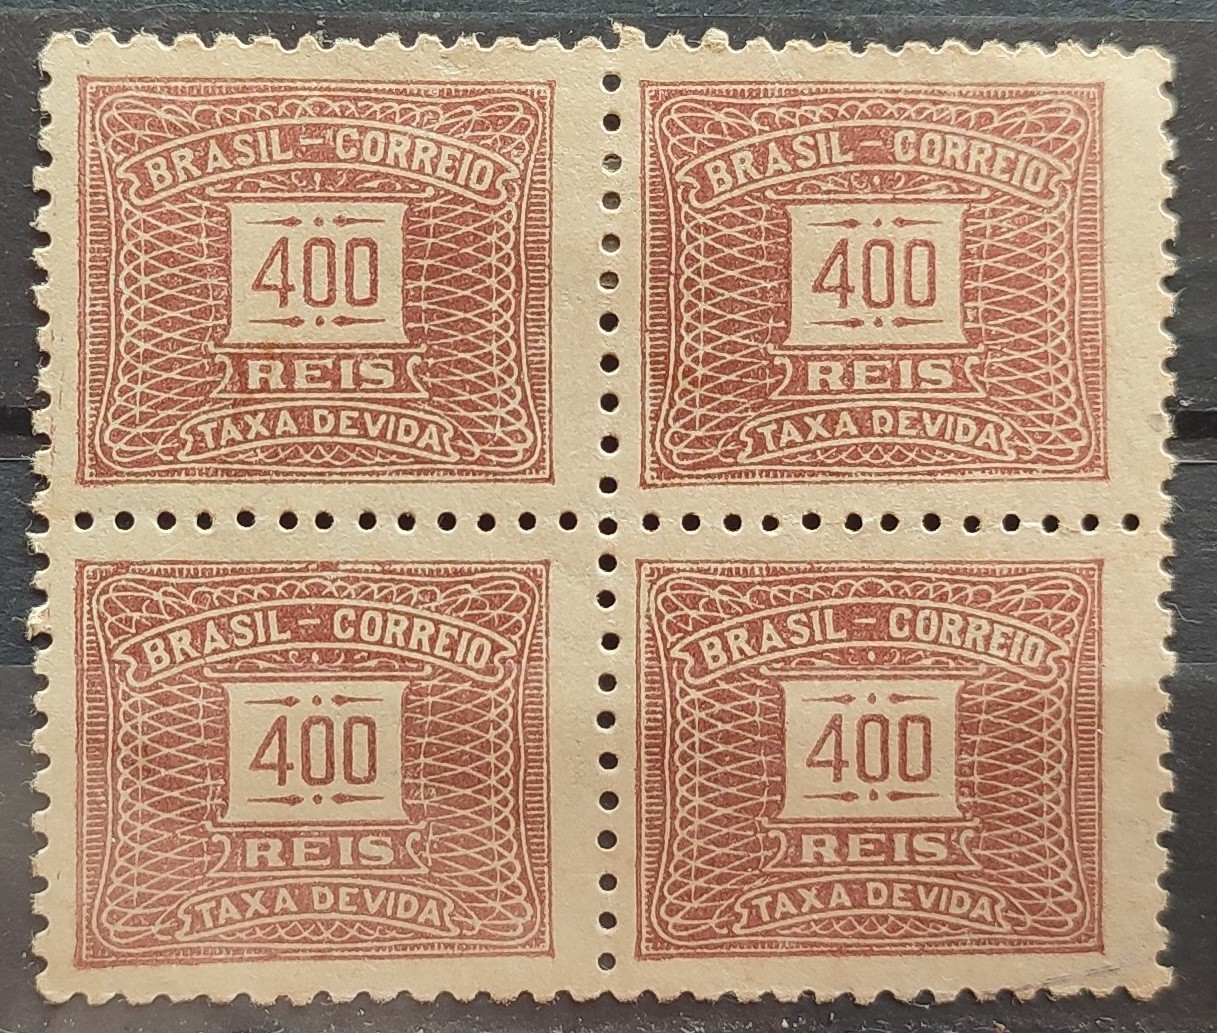 BRASIL - CORREIO
400
REIS
TAXA DEVIDA
BRASIL - CORREIO
400
REIS
TAXA DEVIDA
BRASIL - CORREIO
400
REIS
TAXA DEVIDA
BRASIL - CORREIO
400
REIS
TAXA DEVIDA